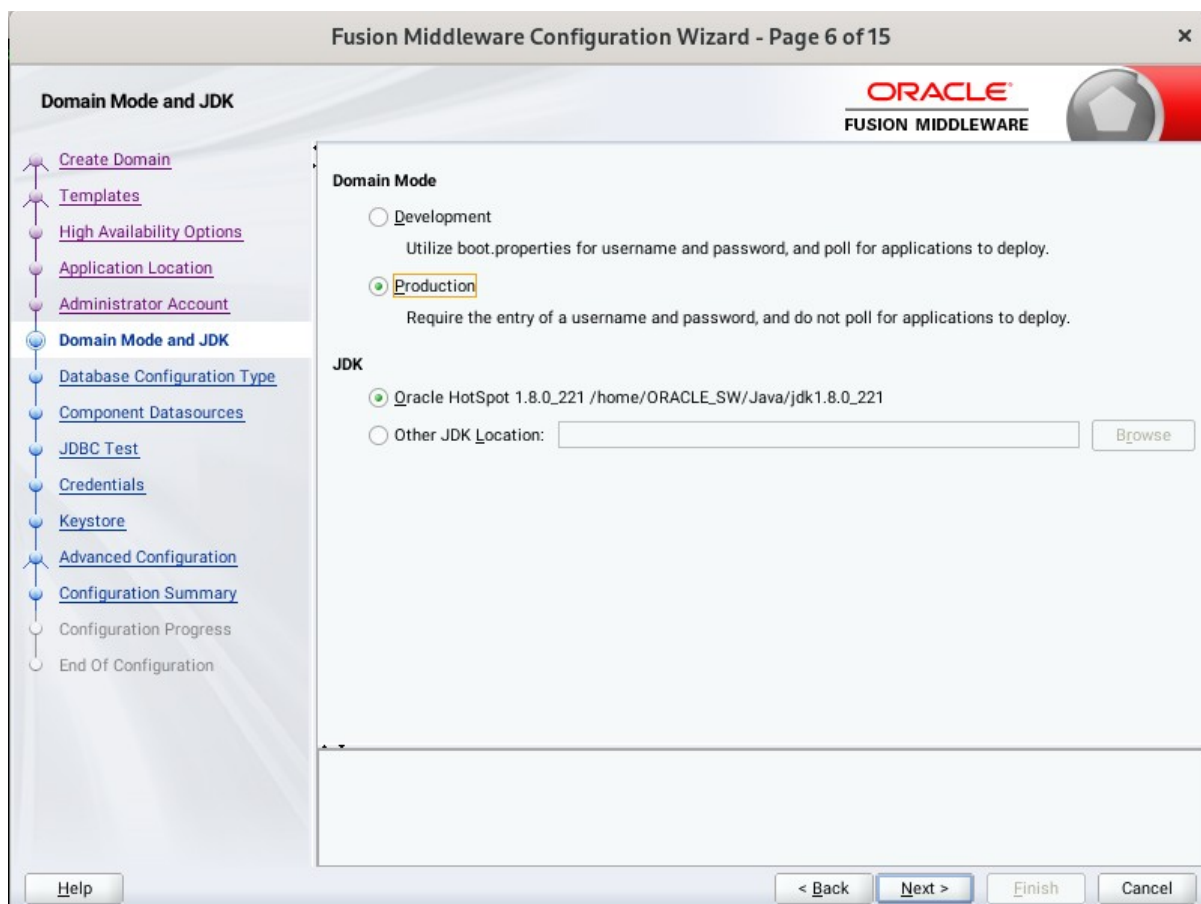 Fusion Middleware Configuration Wizard - Page 6 of 15
Domain Mode and JDK
ORACLE
FUSION MIDDLEWARE
Create Domain
Templates
High Availability Options
Application Location
Administrator Account
Domain Mode and JDK
Database Configuration Type
Component Datasources
JDBC Test
Credentials
Keystore
Advanced Configuration
Configuration Summary
Configuration Progress
End Of Configuration
Domain Mode
Development
Utilize boot.properties for username and password, and poll for applications to deploy.
Production
Require the entry of a username and password, and do not poll for applications to deploy.
JDK
Oracle HotSpot 1.8.0_221 /home/ORACLE_SW/Java/jdk1.8.0_221
Other JDK Location:
Browse
Help
< Back
Next >
Finish
Cancel